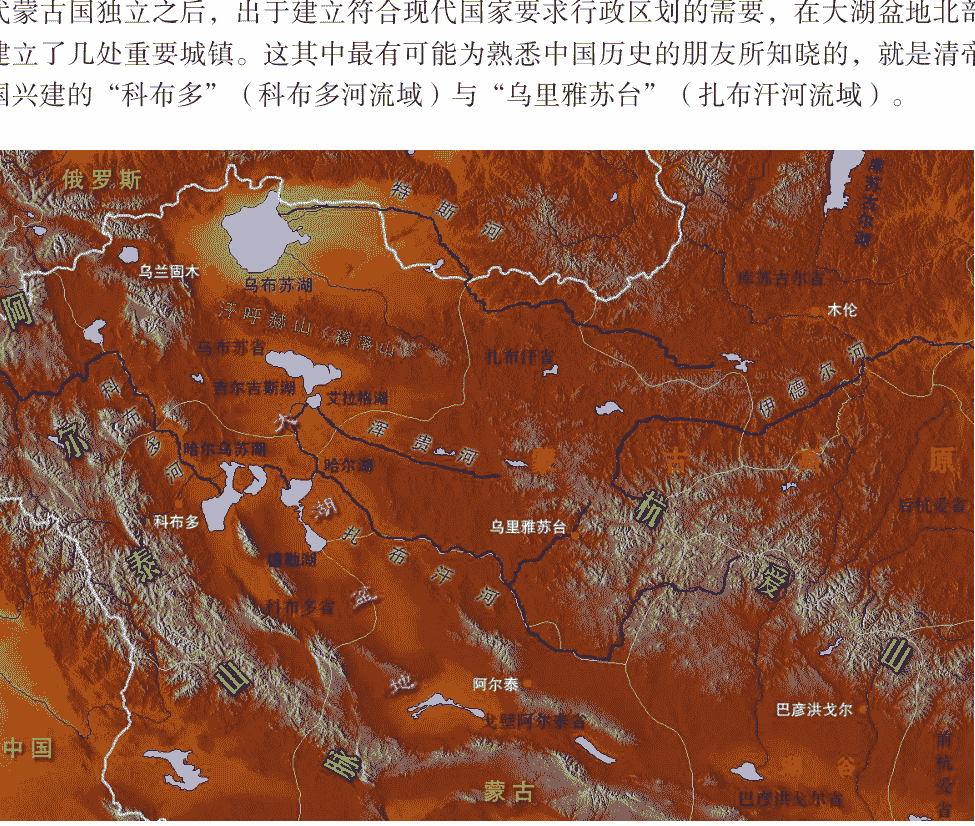 代蒙古国独立之后，出于建立符合现代国家要求行政区划的需要，在大湖盆地北部
建立了几处重要城镇。这其中最有可能为熟悉中国历史的朋友所知晓的，就是清帝
国兴建的“科布多”（科布多河流域）与“乌里雅苏台”（扎布汗河流域）。
俄罗斯
特斯河
库苏古尔湖
乌兰固木
乌布苏湖
库苏古尔省
木伦
汗呼赫山
乌布苏省
扎布汗省
吉尔吉斯湖
艾拉格湖
伊德尔河
科布多河
大湖盆地
浑贵河
哈尔乌苏湖
哈尔湖
蒙古高原
后杭爱省
科布多
乌里雅苏台
扎布汗河
德勒湖
科布多省
阿尔泰山脉
杭爱山
阿尔泰
戈壁阿尔泰省
巴彦洪戈尔
前杭爱省
中国
蒙古
湖谷
巴彦洪戈尔省